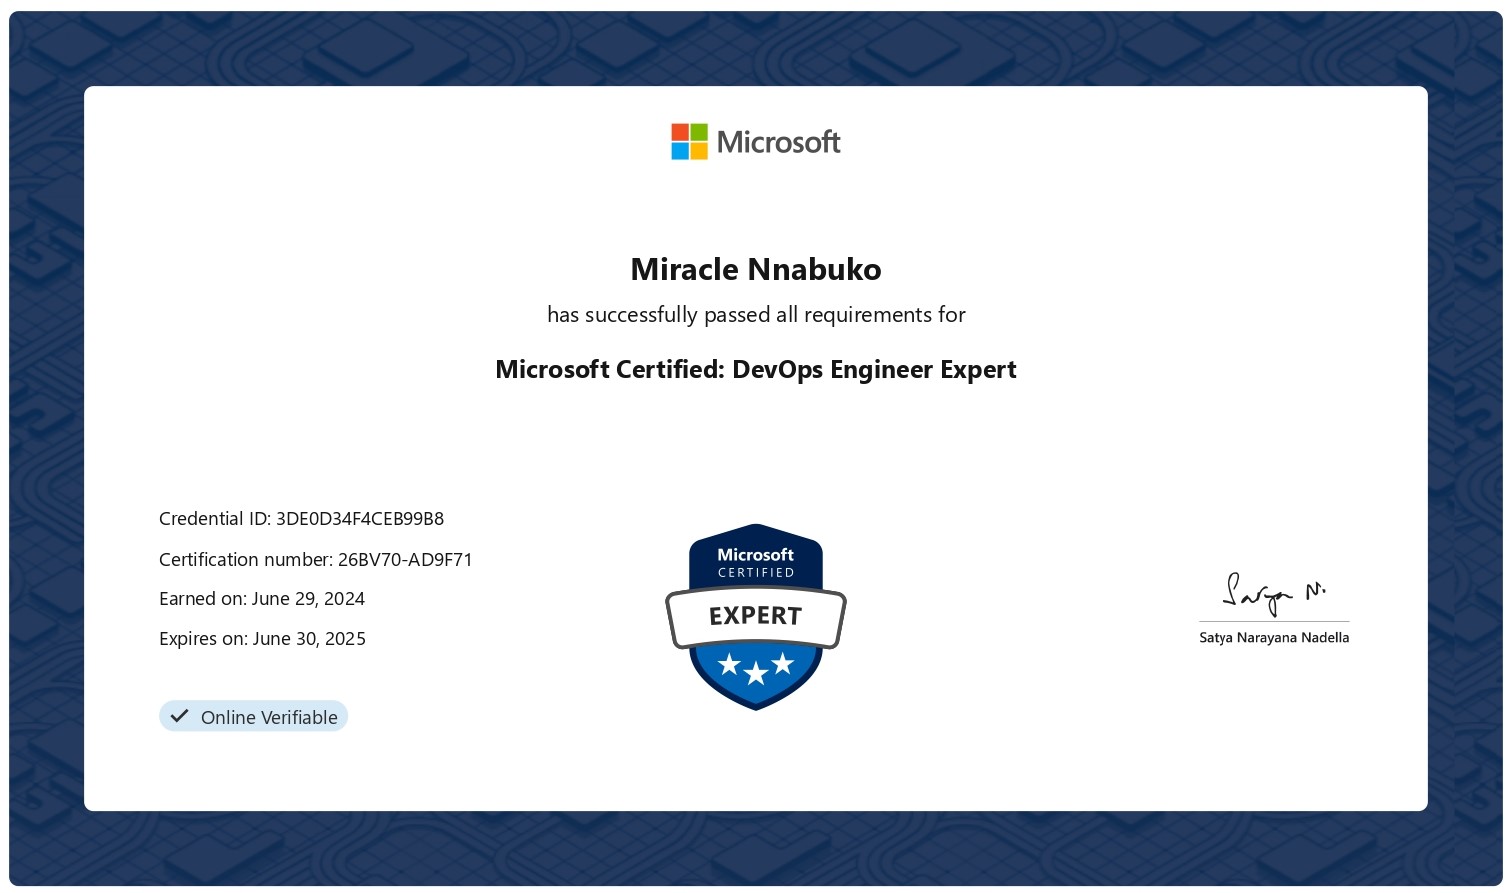 Microsoft
Miracle Nnabuko
has successfully passed all requirements for
Microsoft Certified: DevOps Engineer Expert
Credential ID: 3DE0D34F4CEB99B8
Certification number: 26BV70-AD9F71
Earned on: June 29, 2024
Expires on: June 30, 2025
Online Verifiable
Microsoft
CERTIFIED
EXPERT
Satya N.
Satya Narayana Nadella